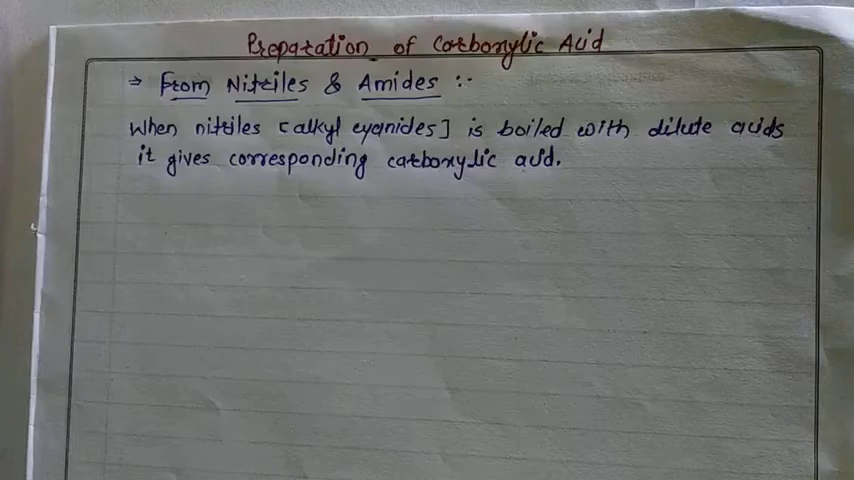 Preparation of Carboxylic Acid
⇒ From Nitriles & Amides :-
When nitriles [alkyl cyanides] is boiled with dilute acids
it gives corresponding carboxylic acid.